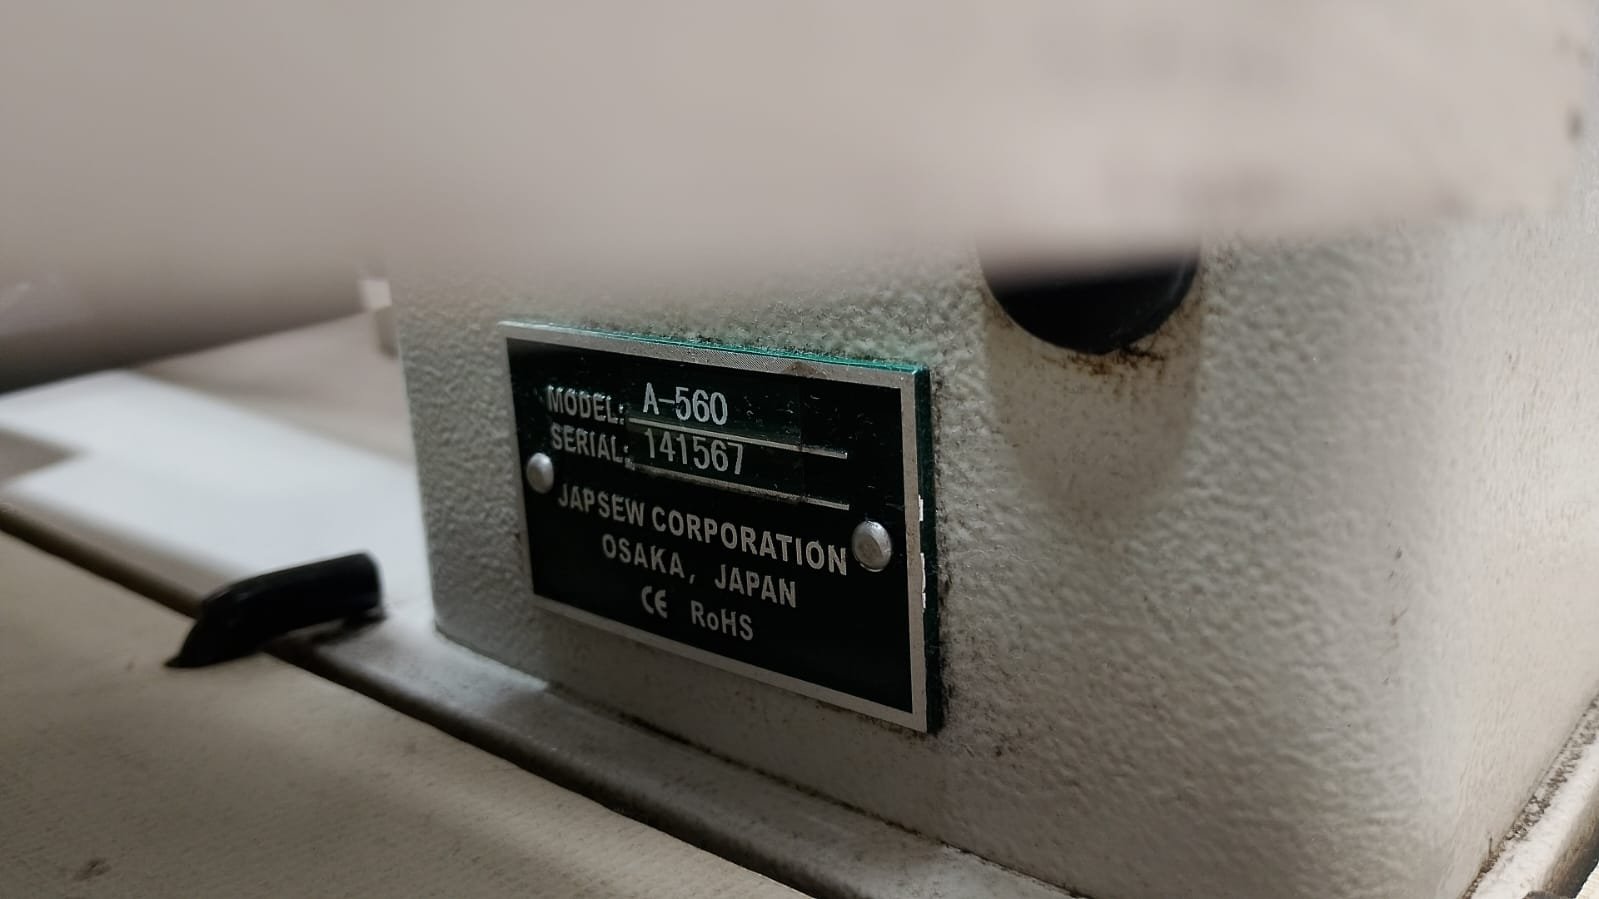 MODEL: A-560
SERIAL: 141567
JAPSEW CORPORATION
OSAKA, JAPAN
CE RoHS